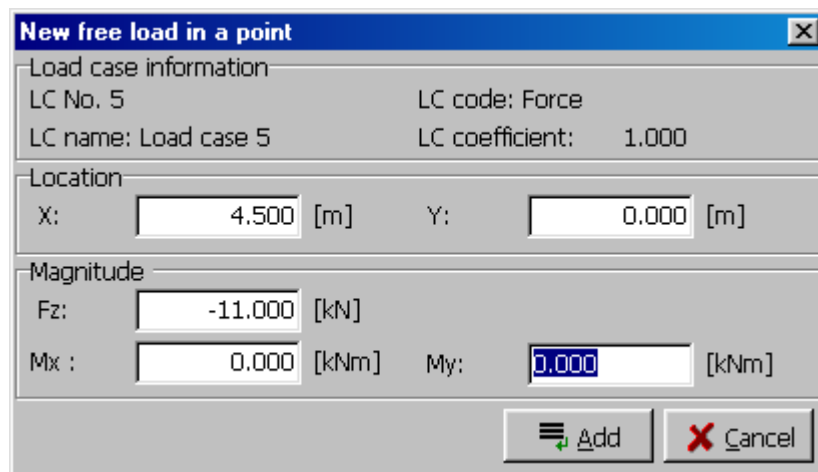 New free load in a point
Load case information
LC No. 5 LC code: Force
LC name: Load case 5 LC coefficient: 1.000
Location
X: 4.500 [m] Y: 0.000 [m]
Magnitude
Fz: -11.000 [kN]
Mx : 0.000 [kNm] My: 0.000 [kNm]
Add Cancel